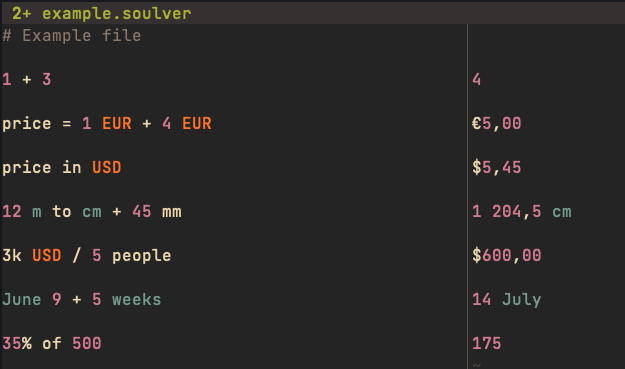 2+ example.soulver
# Example file
1 + 3 4
price = 1 EUR + 4 EUR €5,00
price in USD $5,45
12 m to cm + 45 mm 1 204,5 cm
3k USD / 5 people $600,00
June 9 + 5 weeks 14 July
35% of 500 175
~